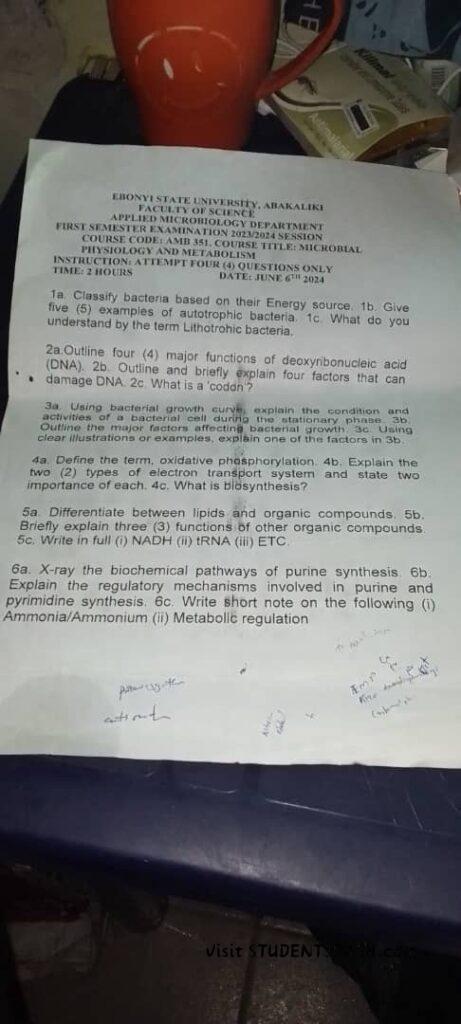 EBONYI STATE UNIVERSITY, ABAKALIKI
FACULTY OF SCIENCE
APPLIED MICROBIOLOGY DEPARTMENT
FIRST SEMESTER EXAMINATION 2023/2024 SESSION
COURSE CODE: AMB 351. COURSE TITLE: MICROBIAL
PHYSIOLOGY AND METABOLISM
INSTRUCTION: ATTEMPT FOUR (4) QUESTIONS ONLY
TIME: 2 HOURS DATE: JUNE 6TH 2024
1a. Classify bacteria based on their Energy source. 1b. Give
five (5) examples of autotrophic bacteria. 1c. What do you
understand by the term Lithotrohic bacteria.
2a.Outline four (4) major functions of deoxyribonucleic acid
(DNA). 2b. Outline and briefly explain four factors that can
damage DNA. 2c. What is a 'codon'?
3a. Using bacterial growth curve, explain the condition and
activities of a bacterial cell during the stationary phase. 3b.
Outline the major factors affecting bacterial growth. 3c. Using
clear illustrations or examples, explain one of the factors in 3b.
4a. Define the term, oxidative phosphorylation. 4b. Explain the
two (2) types of electron transport system and state two
importance of each. 4c. What is biosynthesis?
5a. Differentiate between lipids and organic compounds. 5b.
Briefly explain three (3) functions of other organic compounds.
5c. Write in full (i) NADH (ii) tRNA (iii) ETC.
6a. X-ray the biochemical pathways of purine synthesis. 6b.
Explain the regulatory mechanisms involved in purine and
pyrimidine synthesis. 6c. Write short note on the following (i)
Ammonia/Ammonium (ii) Metabolic regulation
Visit STUDENT